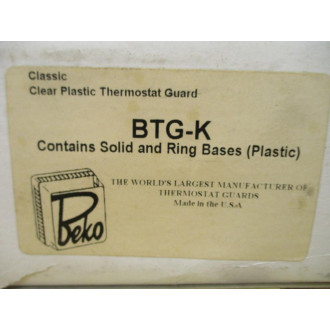 Classic
Clear Plastic Thermostat Guard
BTG-K
Contains Solid and Ring Bases (Plastic)
THE WORLD'S LARGEST MANUFACTURER OF
THERMOSTAT GUARDS
Made in the U.S.A
Beko